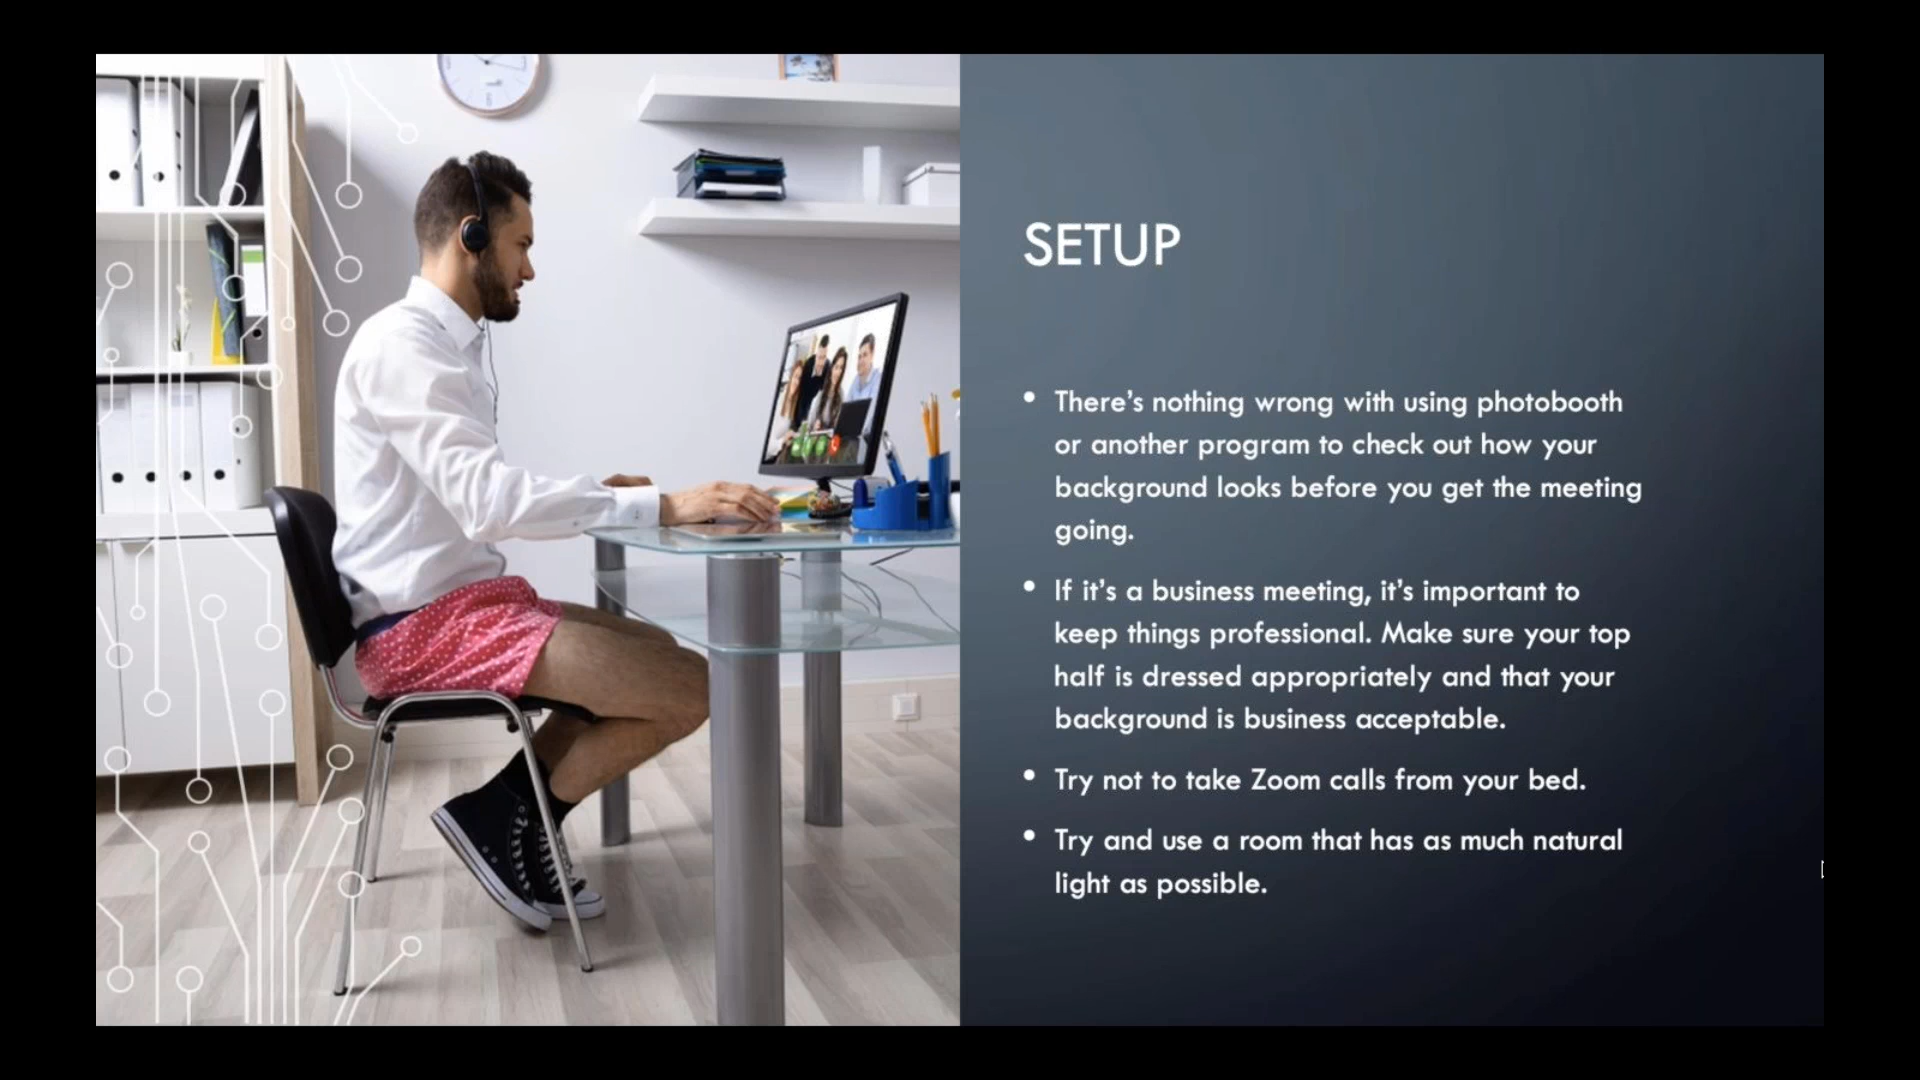 SETUP
• There’s nothing wrong with using photobooth
or another program to check out how your
background looks before you get the meeting
going.
• If it’s a business meeting, it’s important to
keep things professional. Make sure your top
half is dressed appropriately and that your
background is business acceptable.
• Try not to take Zoom calls from your bed.
• Try and use a room that has as much natural
light as possible.